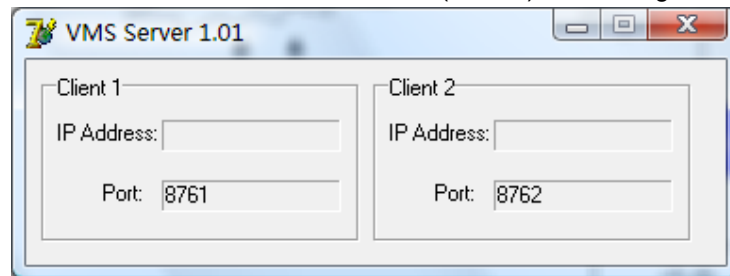 VMS Server 1.01
Client 1
IP Address:
Port: 8761
Client 2
IP Address:
Port: 8762